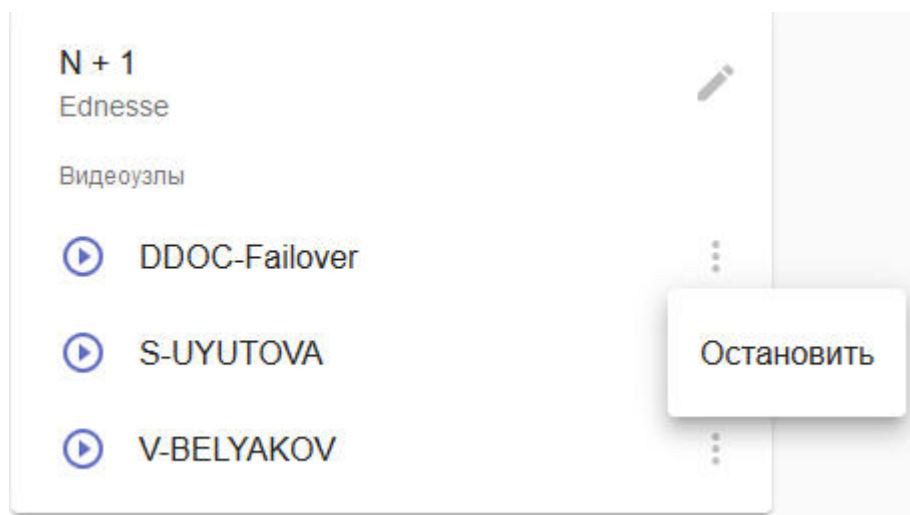 N + 1
Ednesse
Видеоузлы
DDOC-Failover
S-UYUTOVA
Остановить
V-BELYAKOV